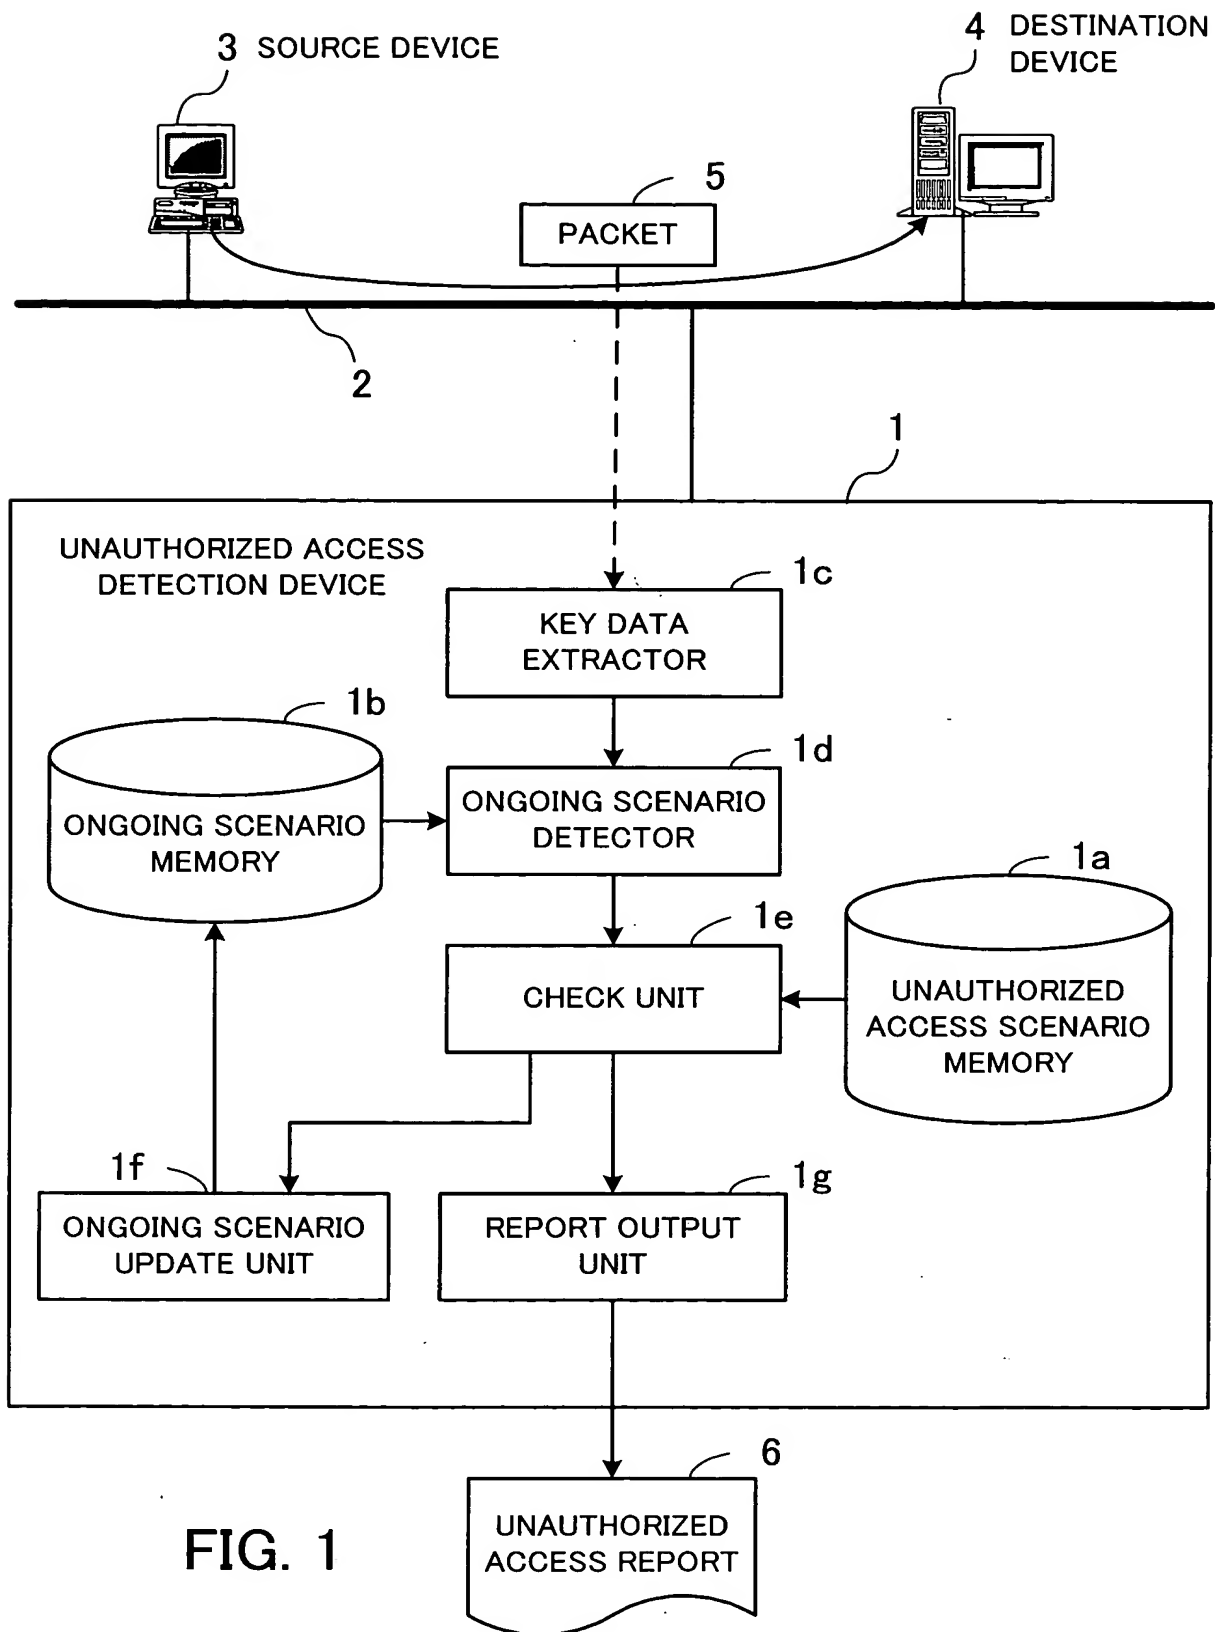 3 SOURCE DEVICE
4 DESTINATION
DEVICE
5
PACKET
2
1
UNAUTHORIZED ACCESS
DETECTION DEVICE
1c
KEY DATA
EXTRACTOR
1b
ONGOING SCENARIO
MEMORY
1d
ONGOING SCENARIO
DETECTOR
1a
UNAUTHORIZED
ACCESS SCENARIO
MEMORY
1e
CHECK UNIT
1f
ONGOING SCENARIO
UPDATE UNIT
1g
REPORT OUTPUT
UNIT
6
UNAUTHORIZED
ACCESS REPORT
FIG. 1